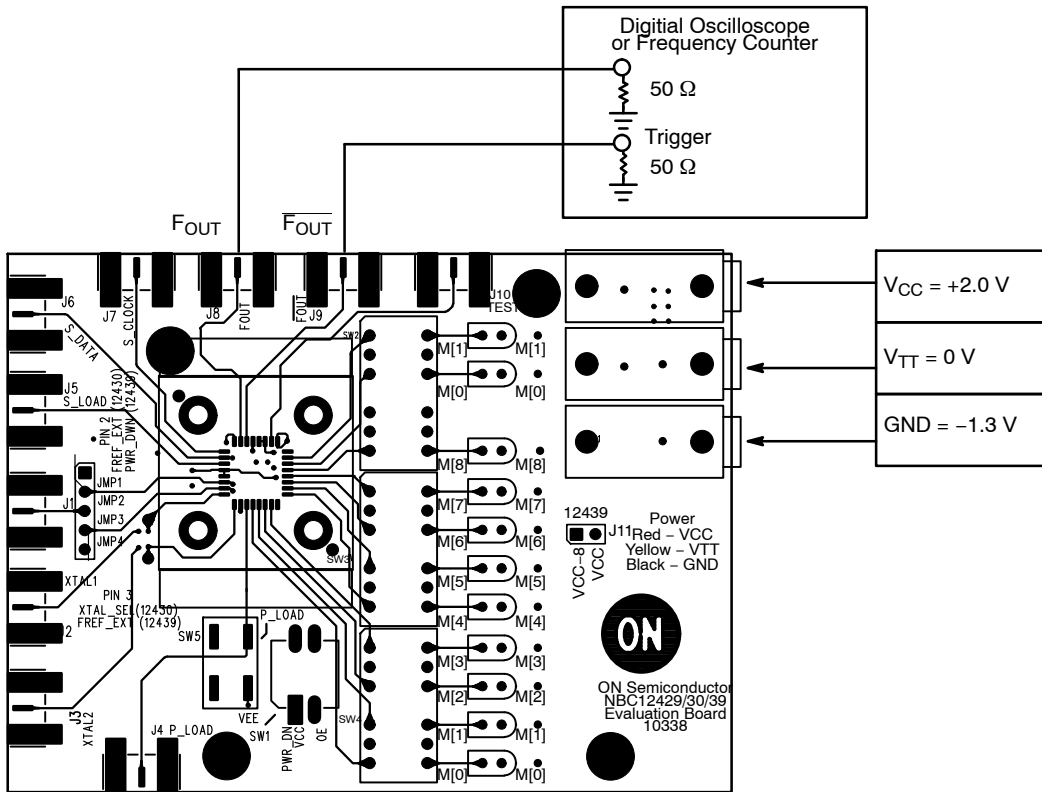 Digitial Oscilloscope
or Frequency Counter
50 Ω
Trigger
50 Ω
FOUT
FOUT
VCC = +2.0 V
VTT = 0 V
GND = −1.3 V
J6
J7
S_CLOCK
J8
FOUT
FOUT
J9
J10
TEST
S_DATA
J5
S_LOAD
PIN 2
FREF_EXT (12430)
PWR_DWN (12439)
J1
JMP1
JMP2
JMP3
JMP4
XTAL1
PIN 3
XTAL_SEL(12430)
FREF_EXT (12439)
2
J3
XTAL2
J4 P_LOAD
SW5
P_LOAD
VEE
SW1
PWR_DN
VCC
OE
SW2
SW3
SW4
M[1] M[1]
M[0] M[0]
M[8] M[8]
M[7] M[7]
M[6] M[6]
M[5] M[5]
M[4] M[4]
M[3] M[3]
M[2] M[2]
M[1] M[1]
M[0] M[0]
12439
J11
VCC-8
VCC
Power
Red − VCC
Yellow − VTT
Black − GND
ON
ON Semiconductor
NBC12429/30/39
Evaluation Board
10338